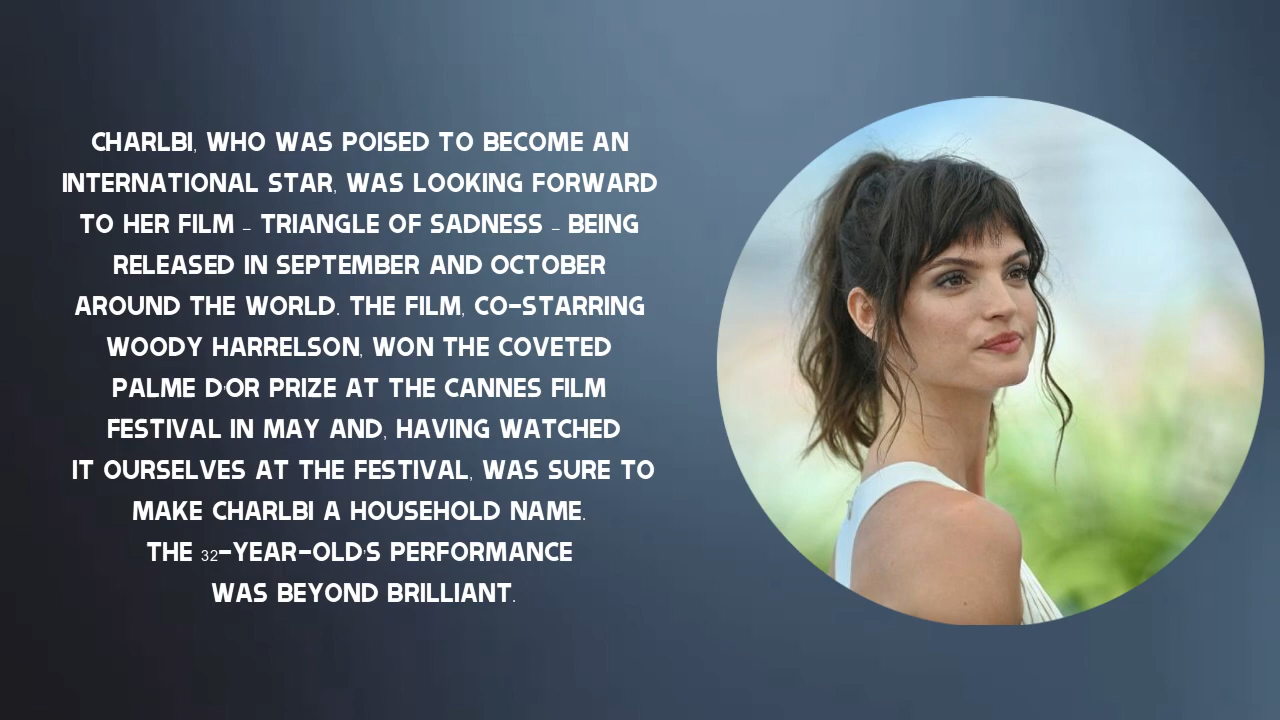 CHARLBI, WHO WAS POISED TO BECOME AN
INTERNATIONAL STAR, WAS LOOKING FORWARD
TO HER FILM – TRIANGLE OF SADNESS – BEING
RELEASED IN SEPTEMBER AND OCTOBER
AROUND THE WORLD. THE FILM, CO-STARRING
WOODY HARRELSON, WON THE COVETED
PALME D'OR PRIZE AT THE CANNES FILM
FESTIVAL IN MAY AND, HAVING WATCHED
IT OURSELVES AT THE FESTIVAL, WAS SURE TO
MAKE CHARLBI A HOUSEHOLD NAME.
THE 32-YEAR-OLD'S PERFORMANCE
WAS BEYOND BRILLIANT.